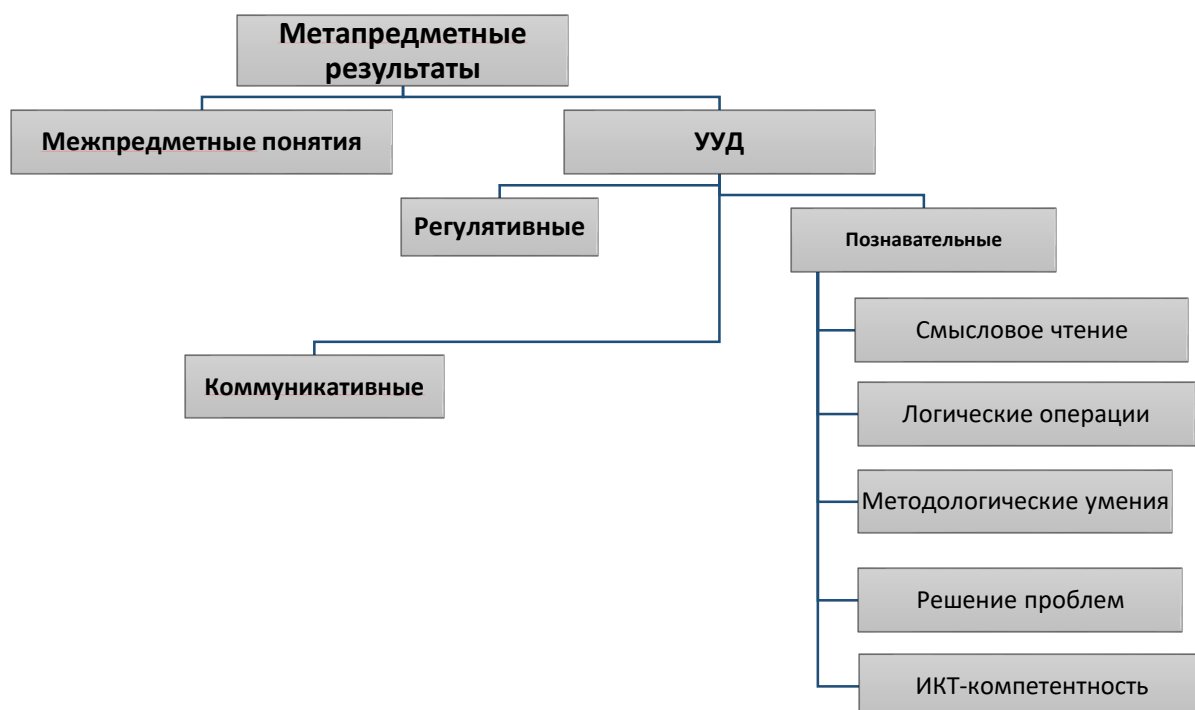 Метапредметные
результаты
Межпредметные понятия
УУД
Регулятивные
Познавательные
Смысловое чтение
Коммуникативные
Логические операции
Методологические умения
Решение проблем
ИКТ-компетентность